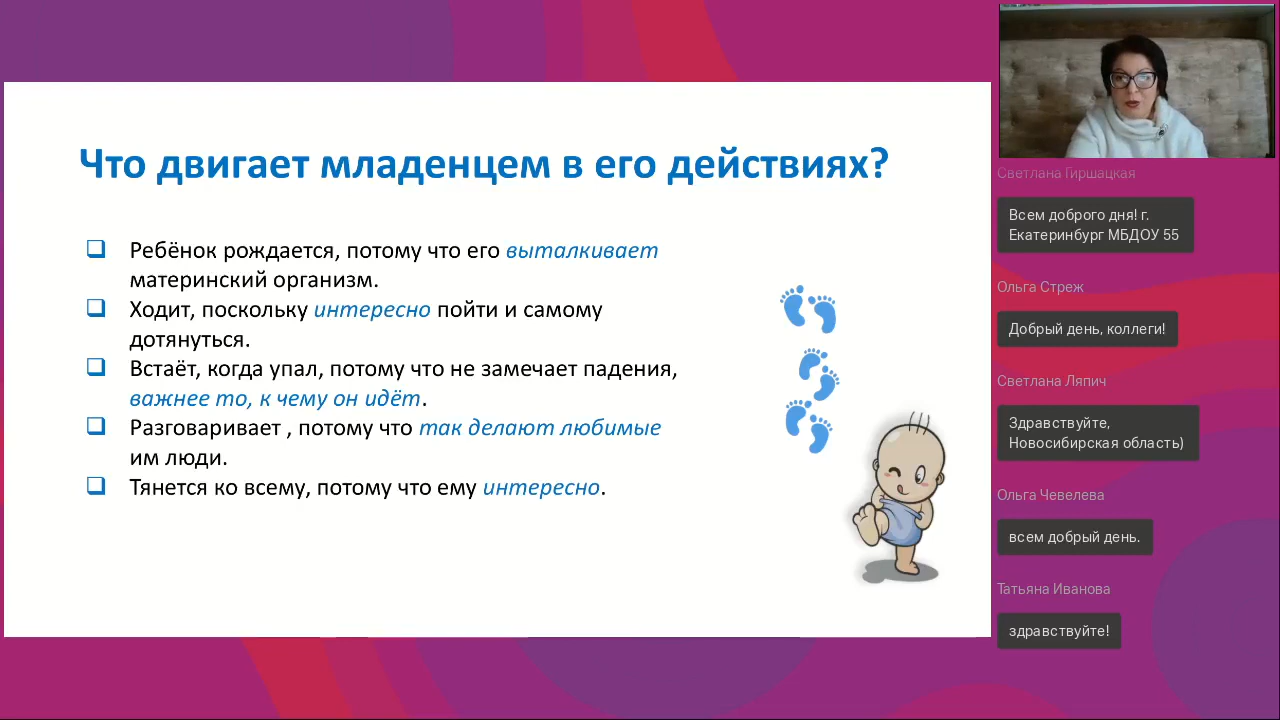 Что двигает младенцем в его действиях?
Ребёнок рождается, потому что его выталкивает
материнский организм.
Ходит, поскольку интересно пойти и самому
дотянуться.
Встаёт, когда упал, потому что не замечает падения,
важнее то, к чему он идёт.
Разговаривает , потому что так делают любимые
им люди.
Тянется ко всему, потому что ему интересно.
Светлана Гиршацкая
Всем доброго дня! г.
Екатеринбург МБДОУ 55
Ольга Стреж
Добрый день, коллеги!
Светлана Ляпич
Здравствуйте,
Новосибирская область)
Ольга Чевелева
всем добрый день.
Татьяна Иванова
здравствуйте!